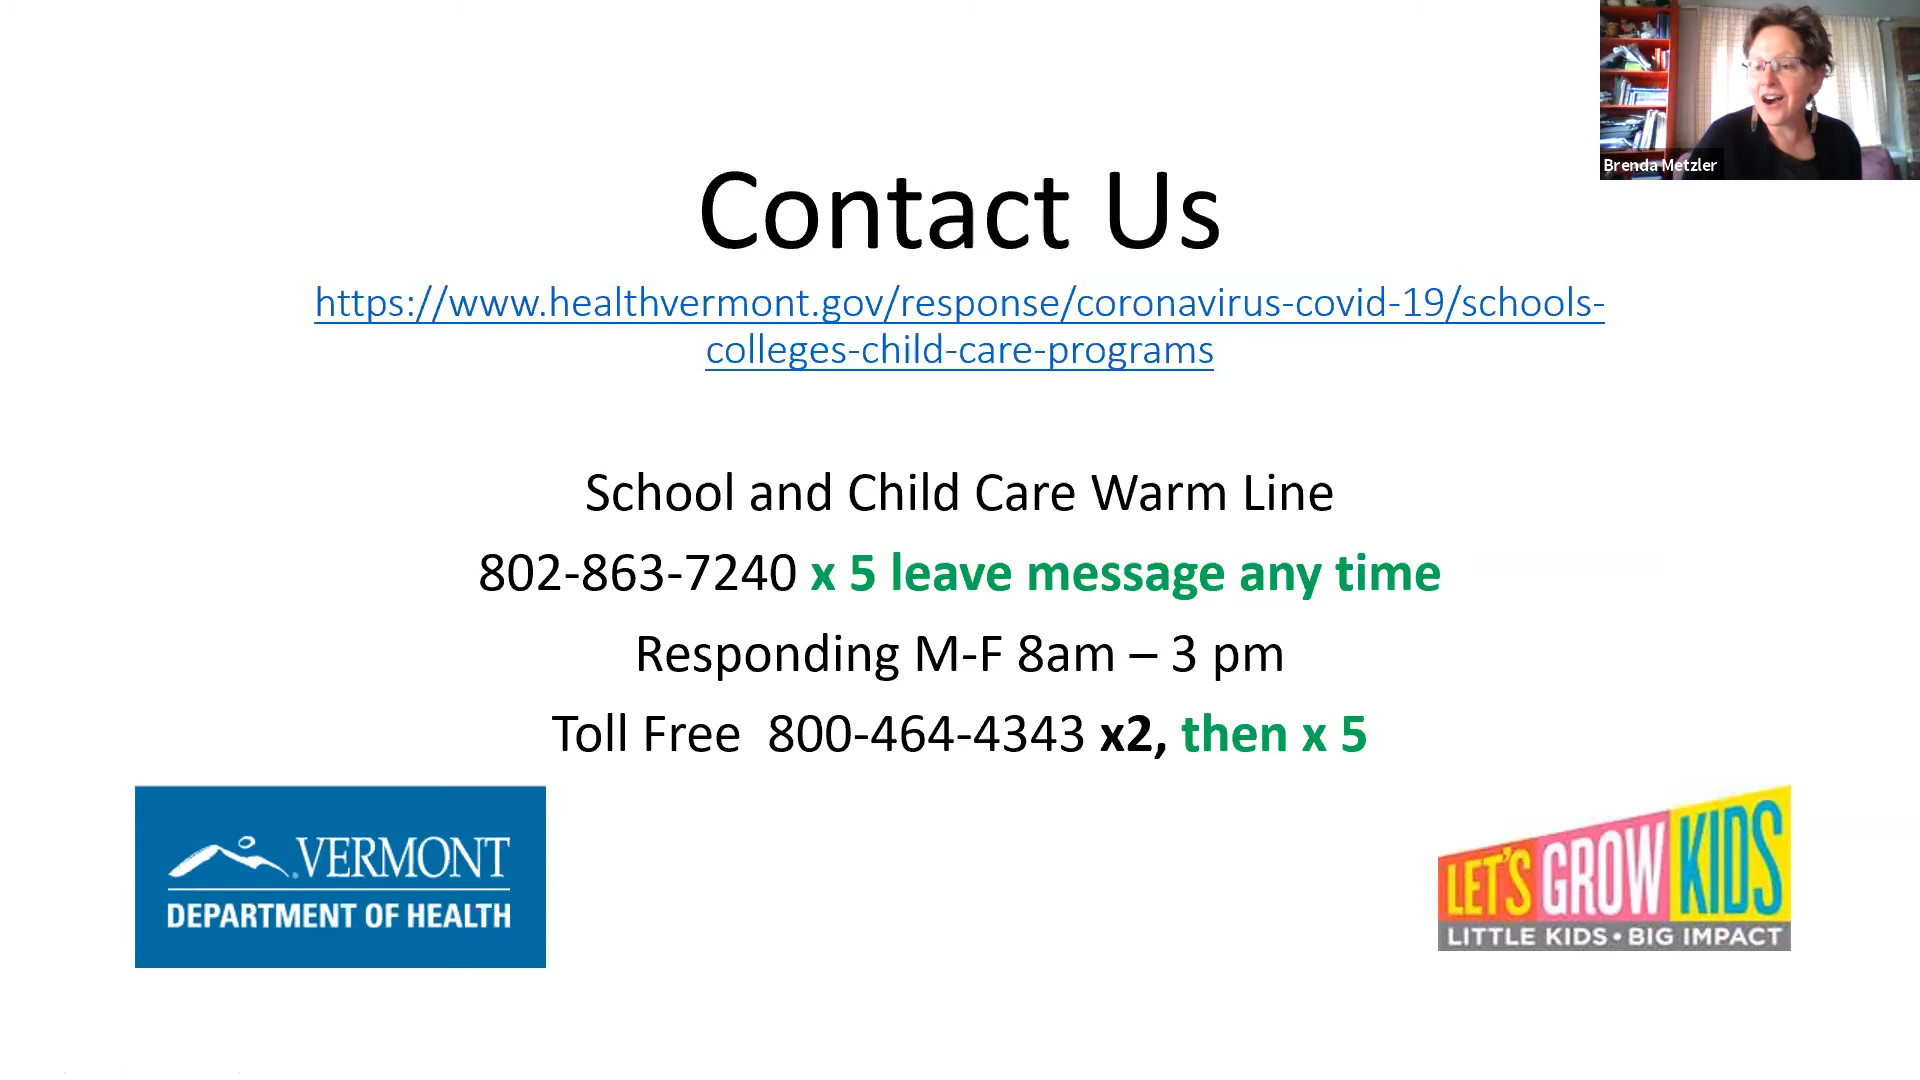 Brenda Metzler
Contact Us
https://www.healthvermont.gov/response/coronavirus-covid-19/schools-
colleges-child-care-programs
School and Child Care Warm Line
802-863-7240 x 5 leave message any time
Responding M-F 8am – 3 pm
Toll Free  800-464-4343 x2, then x 5
VERMONT
DEPARTMENT OF HEALTH
LET'S GROW KIDS
LITTLE KIDS • BIG IMPACT